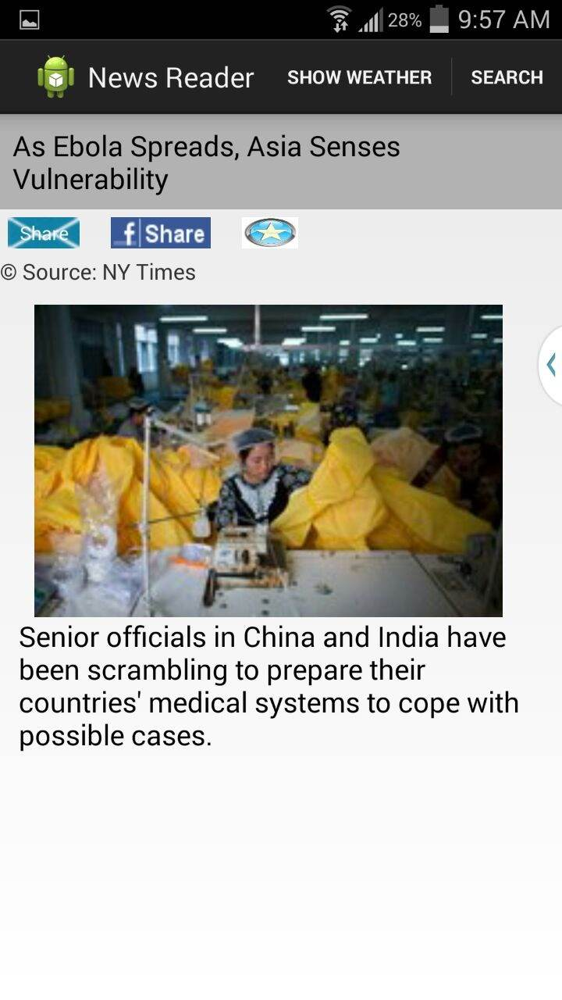 28% 9:57 AM
News Reader SHOW WEATHER SEARCH
As Ebola Spreads, Asia Senses
Vulnerability
Share f Share
© Source: NY Times
Senior officials in China and India have
been scrambling to prepare their
countries' medical systems to cope with
possible cases.